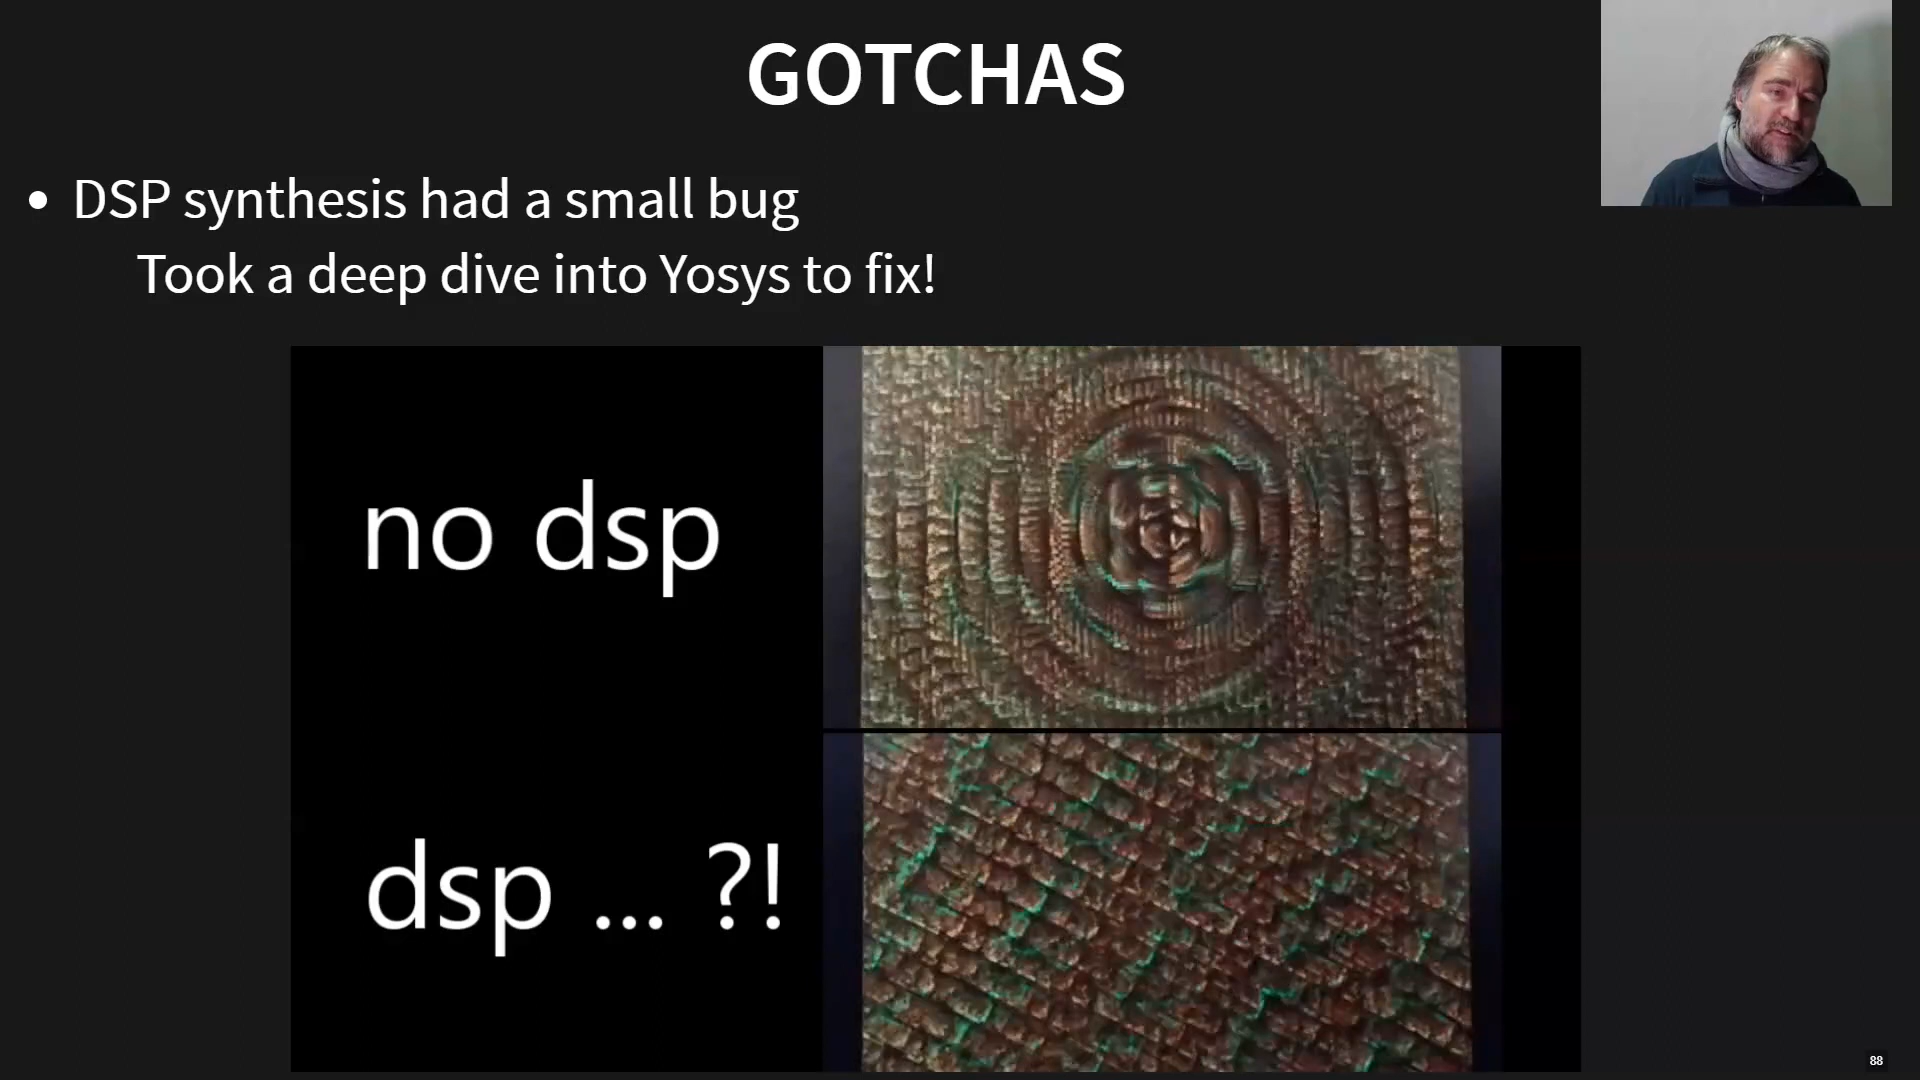 GOTCHAS
• DSP synthesis had a small bug
Took a deep dive into Yosys to fix!
no dsp
dsp ... ?!
88